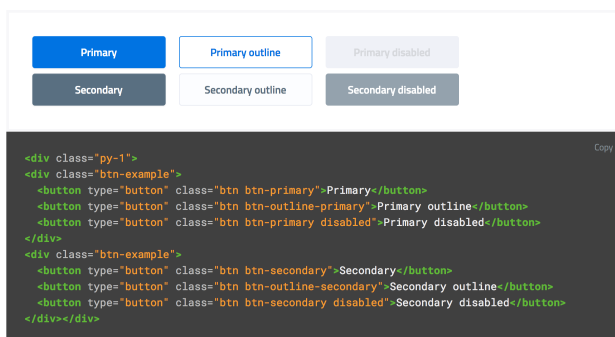 Primary Primary outline Primary disabled
Secondary Secondary outline Secondary disabled
Copy
<div class="py-1">
<div class="btn-example">
  <button type="button" class="btn btn-primary">Primary</button>
  <button type="button" class="btn btn-outline-primary">Primary outline</button>
  <button type="button" class="btn btn-primary disabled">Primary disabled</button>
</div>
<div class="btn-example">
  <button type="button" class="btn btn-secondary">Secondary</button>
  <button type="button" class="btn btn-outline-secondary">Secondary outline</button>
  <button type="button" class="btn btn-secondary disabled">Secondary disabled</button>
</div></div>